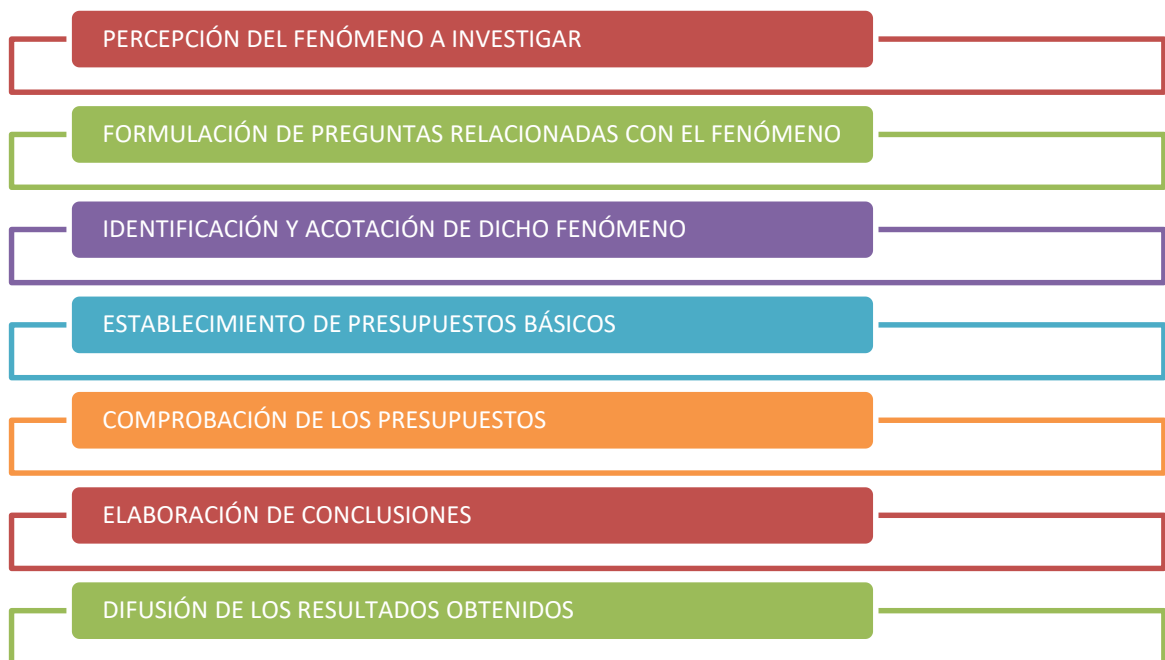 PERCEPCIÓN DEL FENÓMENO A INVESTIGAR
FORMULACIÓN DE PREGUNTAS RELACIONADAS CON EL FENÓMENO
IDENTIFICACIÓN Y ACOTACIÓN DE DICHO FENÓMENO
ESTABLECIMIENTO DE PRESUPUESTOS BÁSICOS
COMPROBACIÓN DE LOS PRESUPUESTOS
ELABORACIÓN DE CONCLUSIONES
DIFUSIÓN DE LOS RESULTADOS OBTENIDOS